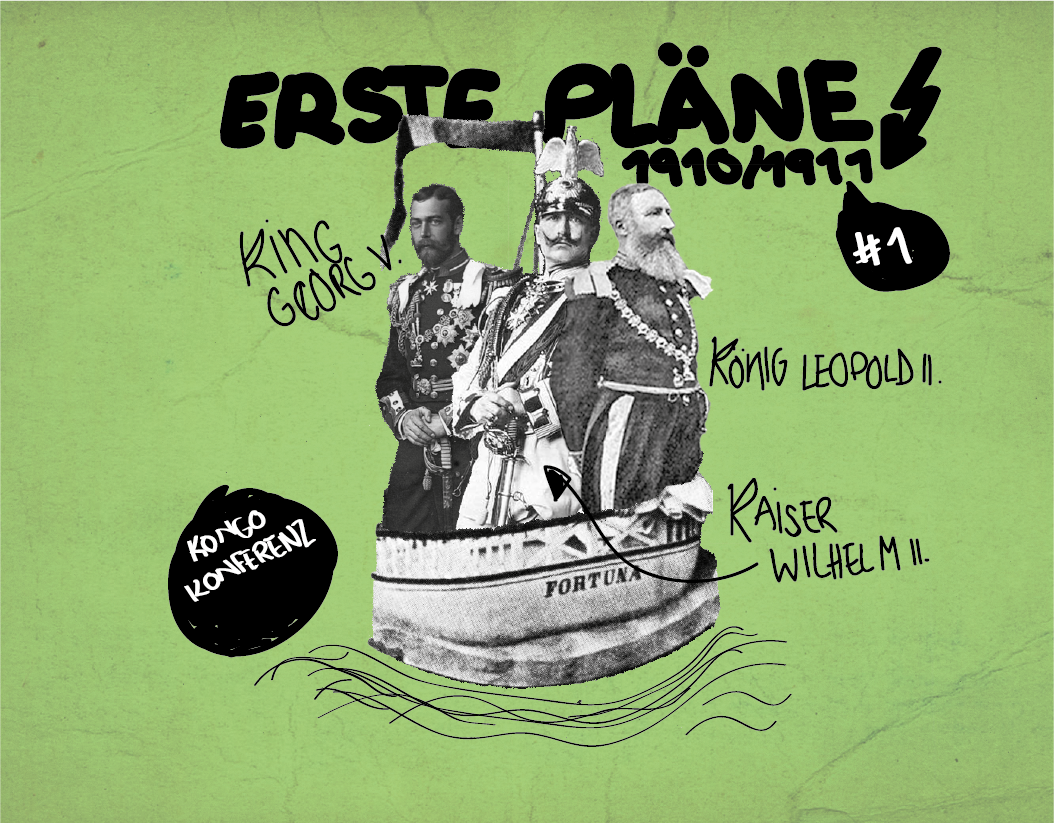 ERSTE PLÄNE
1910/1911
#1
KING
GEORG V.
KÖNIG LEOPOLD II.
KAISER
WILHELM II.
KONGO
KONFERENZ
FORTUNA